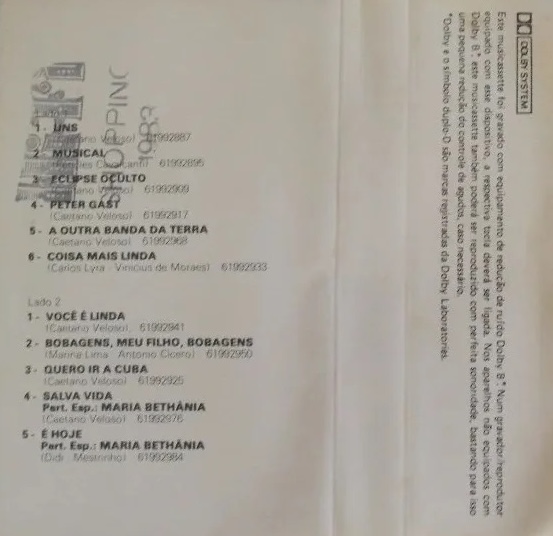 Lado 1
1 - UNS
(Caetano Veloso) 61992887
2 - MUSICAL
(Péricles Cavalcanti) 61992895
3 - ECLIPSE OCULTO
(Caetano Veloso) 61992909
4 - PETER GAST
(Caetano Veloso) 61992917
5 - A OUTRA BANDA DA TERRA
(Caetano Veloso) 61992968
6 - COISA MAIS LINDA
(Carlos Lyra - Vinicius de Moraes) 61992933
Lado 2
1 - VOCÊ É LINDA
(Caetano Veloso) 61992941
2 - BOBAGENS, MEU FILHO, BOBAGENS
(Marina Lima - Antonio Cicero) 61992950
3 - QUERO IR A CUBA
(Caetano Veloso) 61992925
4 - SALVA VIDA
Part. Esp.: MARIA BETHÂNIA
(Caetano Veloso) 61992976
5 - É HOJE
Part. Esp.: MARIA BETHÂNIA
(Didi - Mestrinho) 61992984
SHOPPING
1983
DOLBY SYSTEM
Este musicassette foi gravado com equipamento de redução de ruído Dolby B*. Num gravador/reprodutor
equipado com esse dispositivo, a respectiva tecla deverá ser ligada. Nos aparelhos não equipados com
Dolby B*, este musicassette também poderá ser reproduzido com perfeita sonoridade, bastando para isso
uma pequena redução do controle de agudos, caso necessário.
*Dolby e o símbolo duplo-D são marcas registradas da Dolby Laboratories.